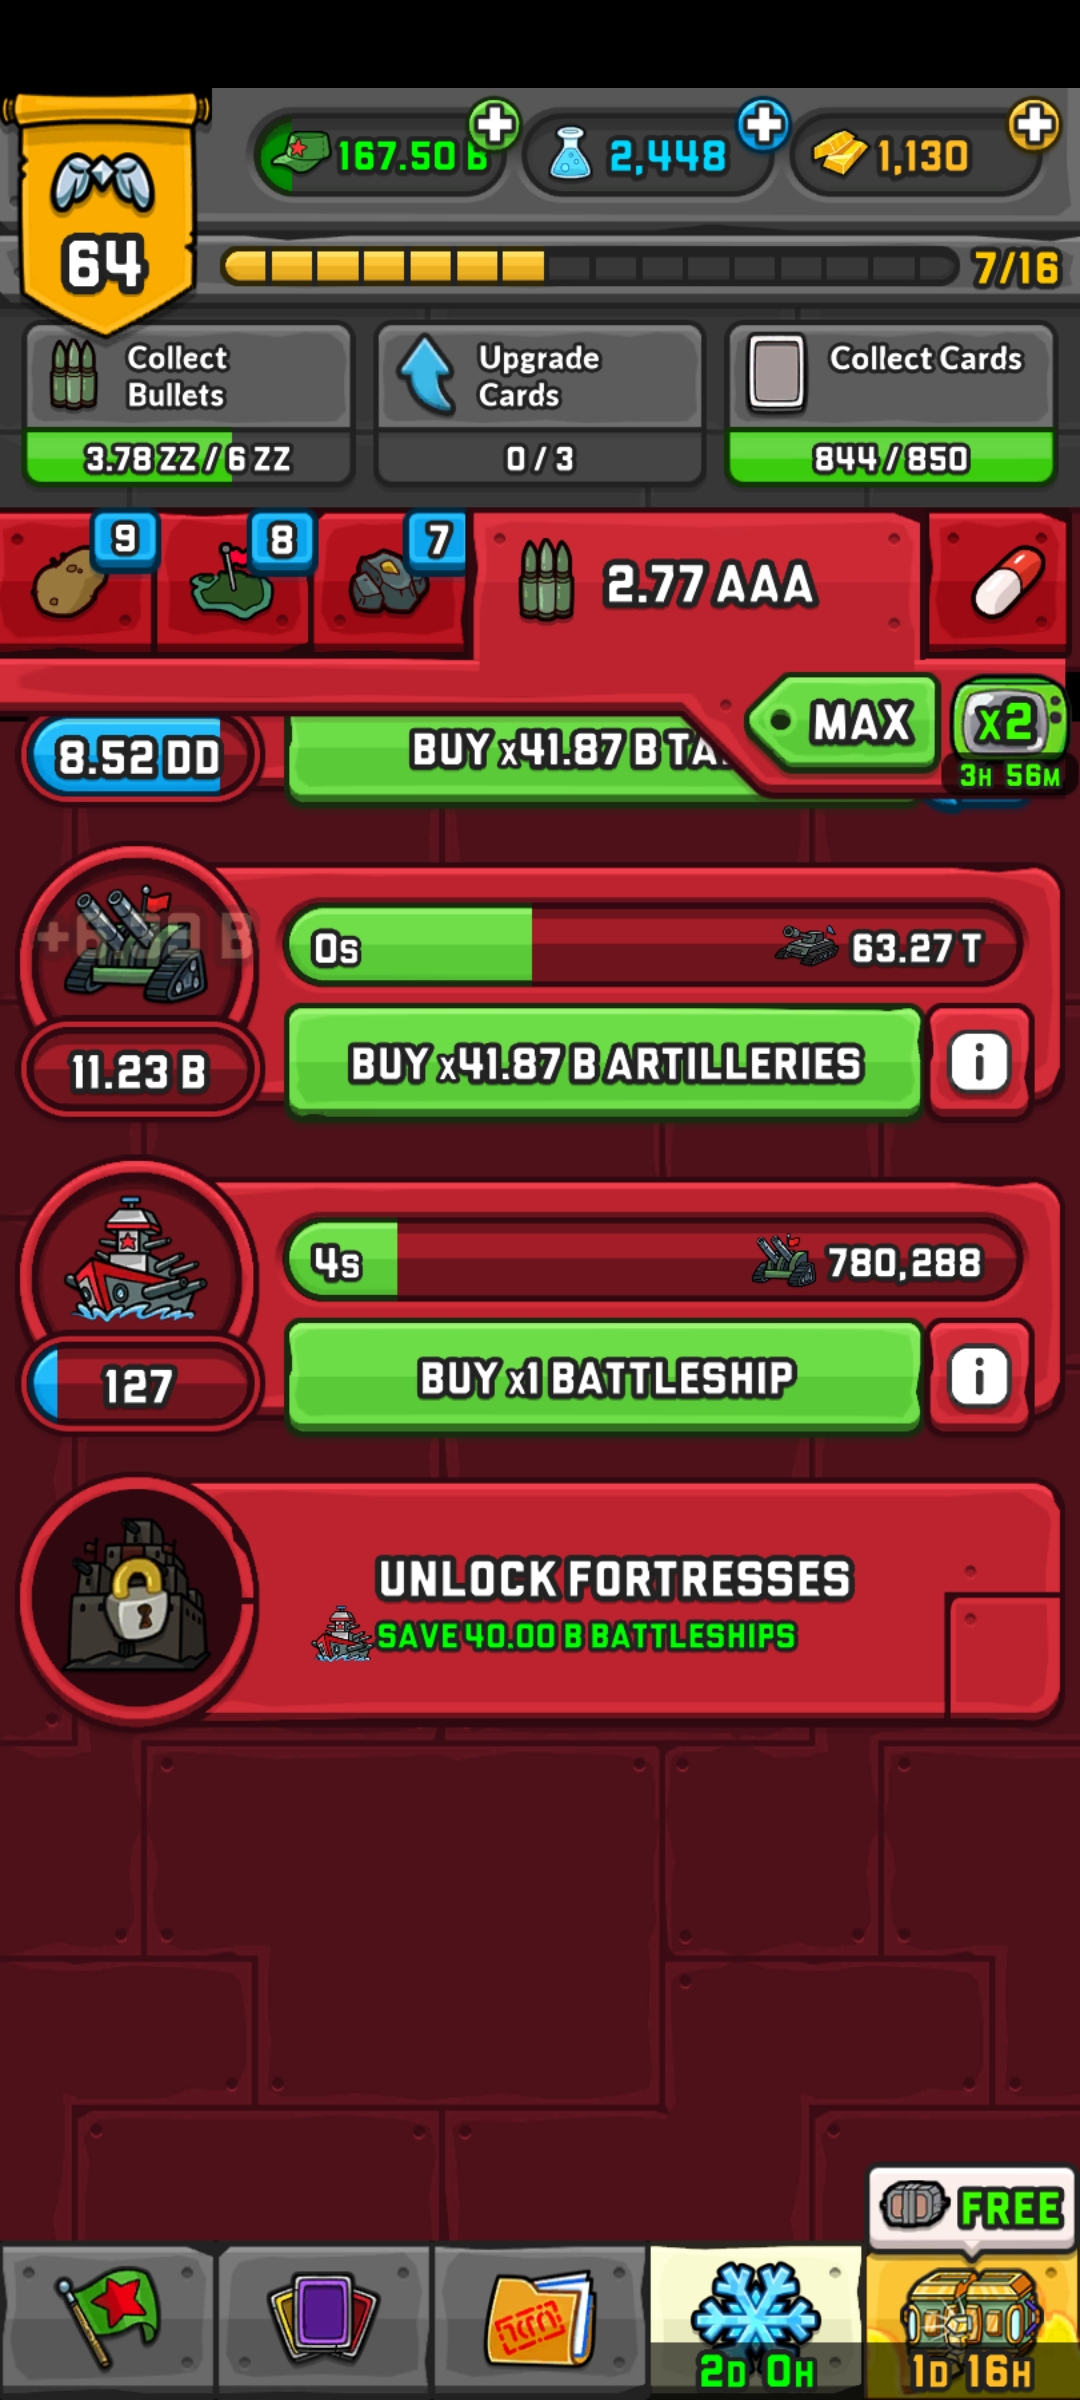 167.50 B
2,448
1,130
64
7/16
Collect
Bullets
3.78 ZZ / 6 ZZ
Upgrade
Cards
0 / 3
Collect Cards
844 / 850
9
8
7
2.77 AAA
MAX
x2
3H 56M
8.52 DD
BUY x41.87 B TA
0s
63.27 T
11.23 B
BUY x41.87 B ARTILLERIES
i
4s
780,288
127
BUY x1 BATTLESHIP
i
UNLOCK FORTRESSES
SAVE 40.00 B BATTLESHIPS
FREE
2D 0H
1D 16H